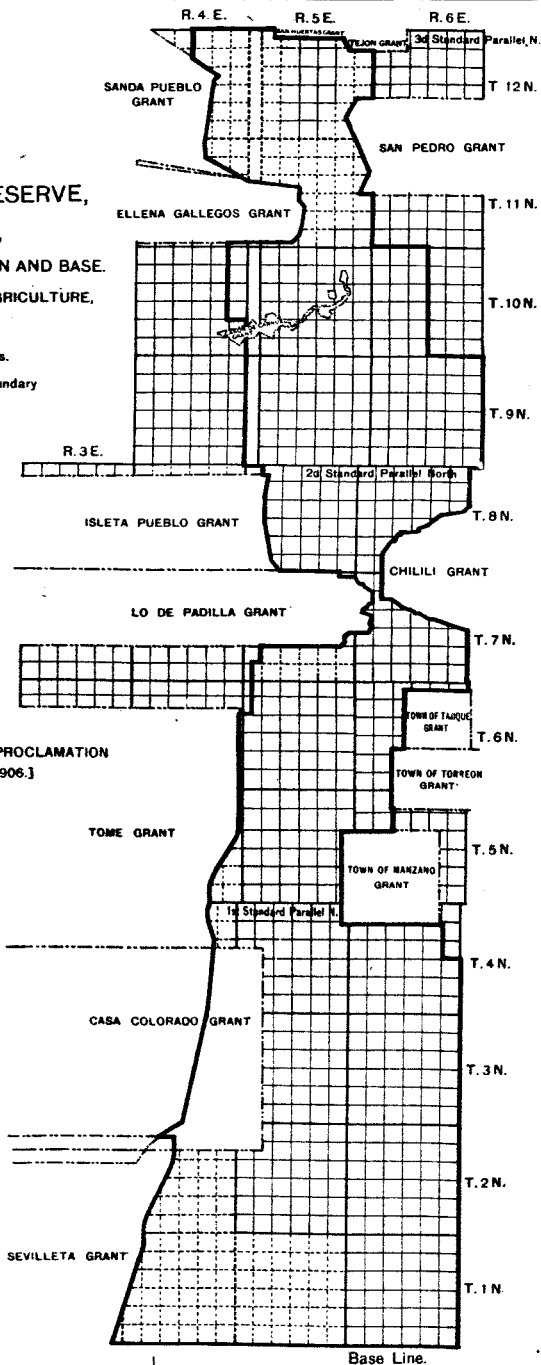 R. 4. E. R. 5 E. R. 6 E.
TEJON GRANT 3d Standard Parallel, N.
T 12 N.
SANDA PUEBLO
GRANT
SAN PEDRO GRANT
ESERVE,
T. 11 N.
ELLENA GALLEGOS GRANT
N AND BASE.
GRICULTURE,
T. 10 N.
s.
undary
T. 9 N.
R. 3 E.
2d Standard Parallel North
T. 8 N.
ISLETA PUEBLO GRANT
CHILILI GRANT
LO DE PADILLA GRANT
T. 7 N.
TOWN OF TAJIQUE
GRANT
T. 6 N.
PROCLAMATION
906.]
TOWN OF TORREON
GRANT
TOME GRANT
T. 5 N.
TOWN OF MANZANO
GRANT
1st Standard Parallel N.
T. 4 N.
CASA COLORADO GRANT
T. 3 N.
T. 2 N.
SEVILLETA GRANT
T. 1 N
Base Line.